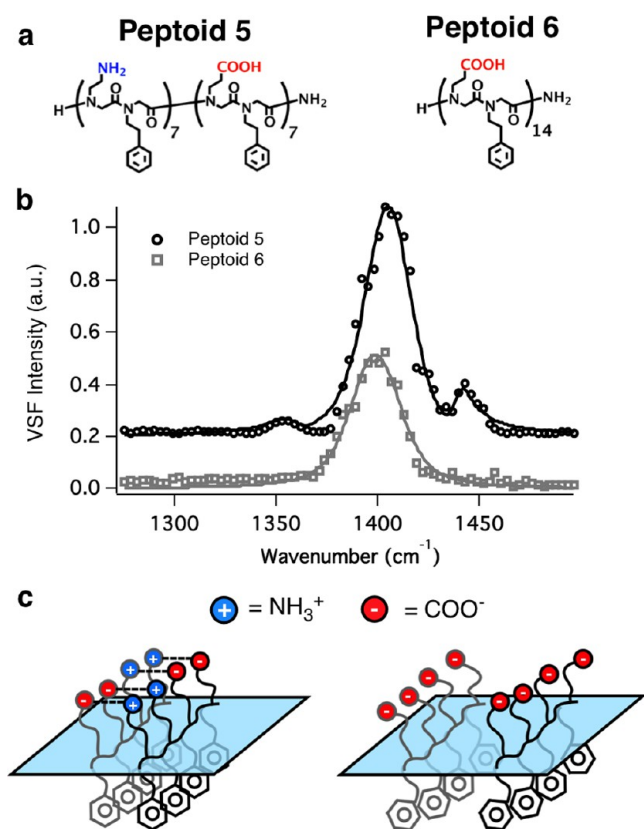 a
Peptoid 5
Peptoid 6
NH₂
COOH
COOH
H
N
O
N
O
7
N
O
N
O
7
NH₂
H
N
O
N
O
14
NH₂
b
VSF Intensity (a.u.)
1.0
0.8
0.6
0.4
0.2
0.0
Peptoid 5
Peptoid 6
1300
1350
1400
1450
Wavenumber (cm⁻¹)
c
+ = NH₃⁺
- = COO⁻
+
+
+
+
-
-
-
-
-
-
-
-
-
-
-
-